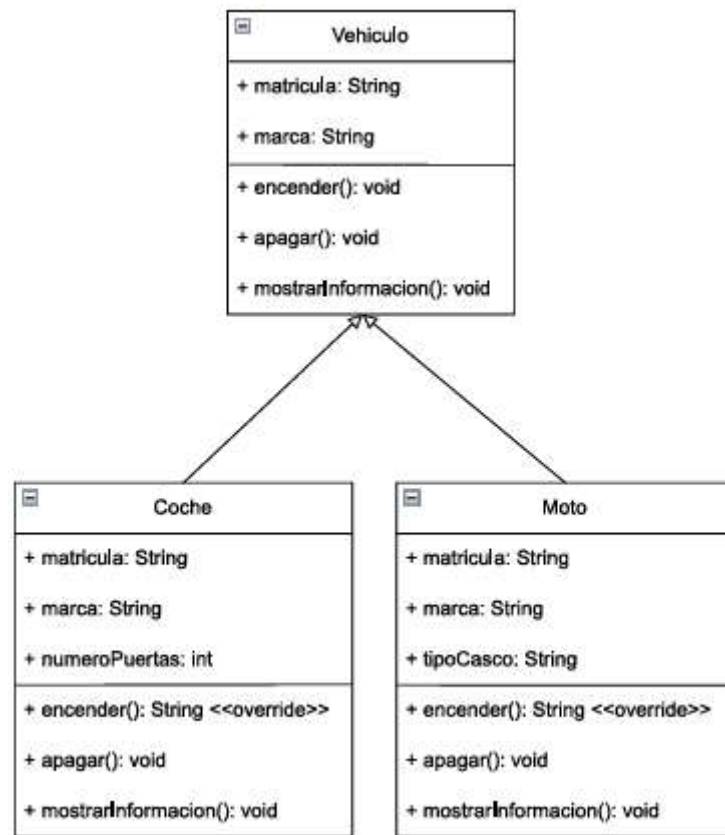 Vehiculo
+ matricula: String
+ marca: String
+ encender(): void
+ apagar(): void
+ mostrarInformacion(): void
Coche
+ matricula: String
+ marca: String
+ numeroPuertas: int
+ encender(): String <<override>>
+ apagar(): void
+ mostrarInformacion(): void
Moto
+ matricula: String
+ marca: String
+ tipoCasco: String
+ encender(): String <<override>>
+ apagar(): void
+ mostrarInformacion(): void